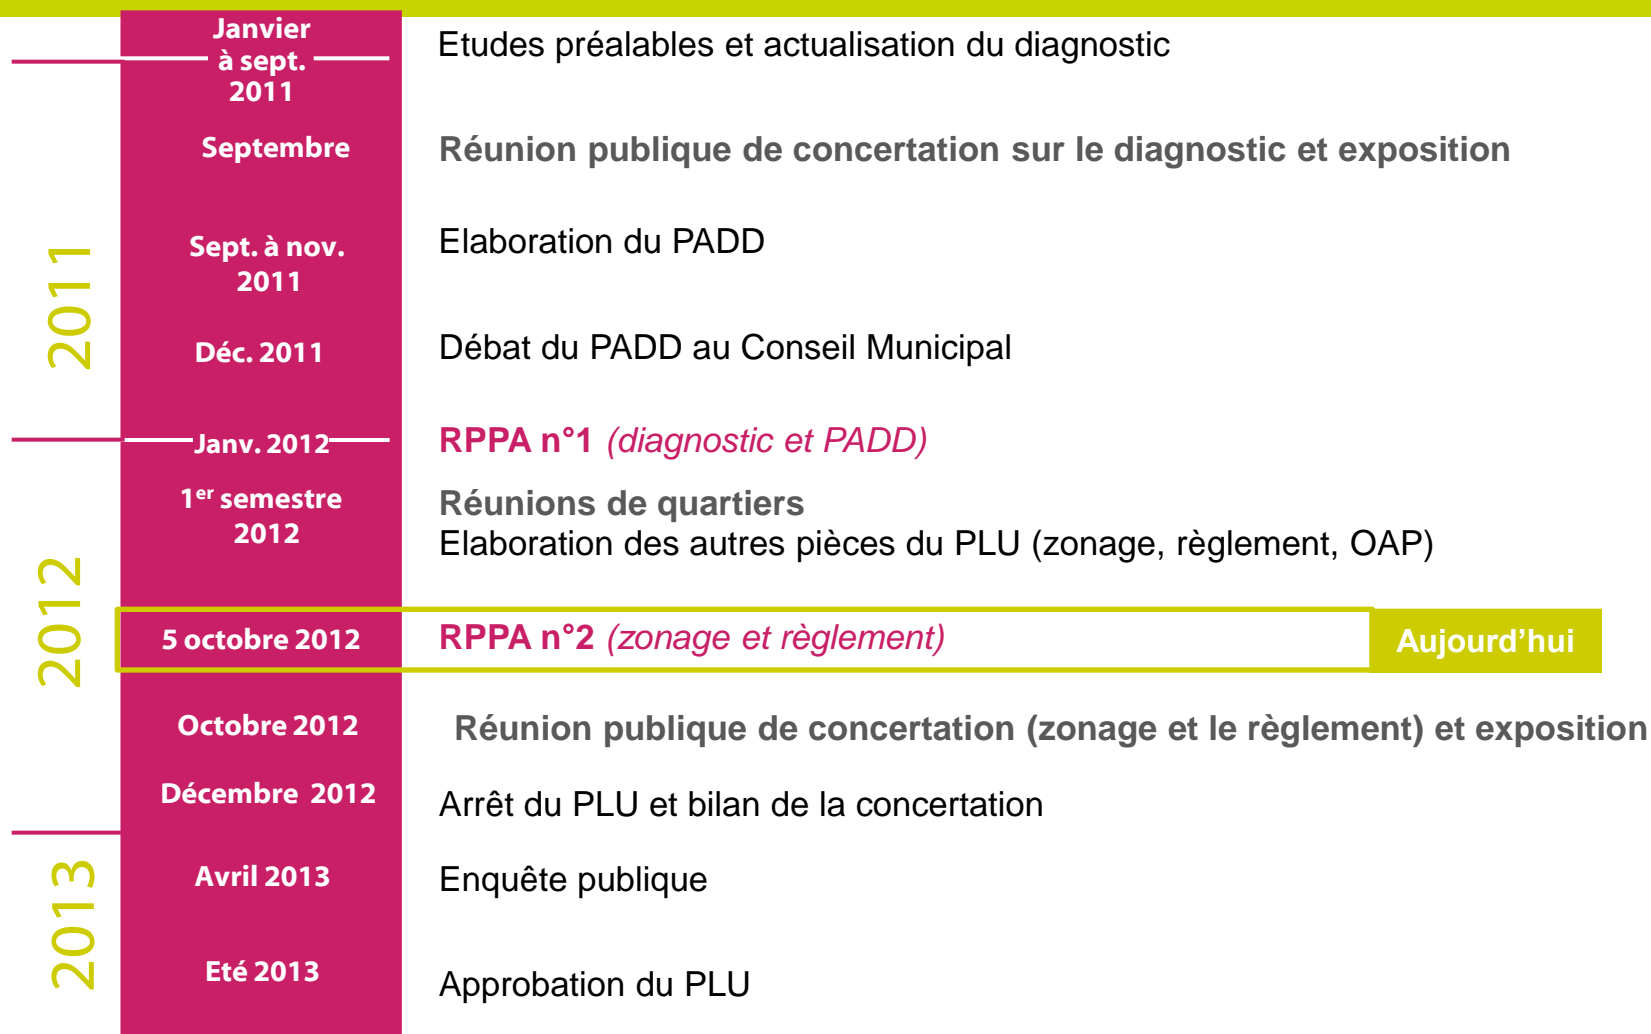 Janvier
à sept.
2011
Etudes préalables et actualisation du diagnostic
Septembre
Réunion publique de concertation sur le diagnostic et exposition
2011
Sept. à nov.
2011
Elaboration du PADD
Déc. 2011
Débat du PADD au Conseil Municipal
Janv. 2012
RPPA n°1 (diagnostic et PADD)
1er semestre
2012
Réunions de quartiers
Elaboration des autres pièces du PLU (zonage, règlement, OAP)
2012
5 octobre 2012
RPPA n°2 (zonage et règlement)
Aujourd’hui
Octobre 2012
Réunion publique de concertation (zonage et le règlement) et exposition
Décembre 2012
Arrêt du PLU et bilan de la concertation
2013
Avril 2013
Enquête publique
Eté 2013
Approbation du PLU